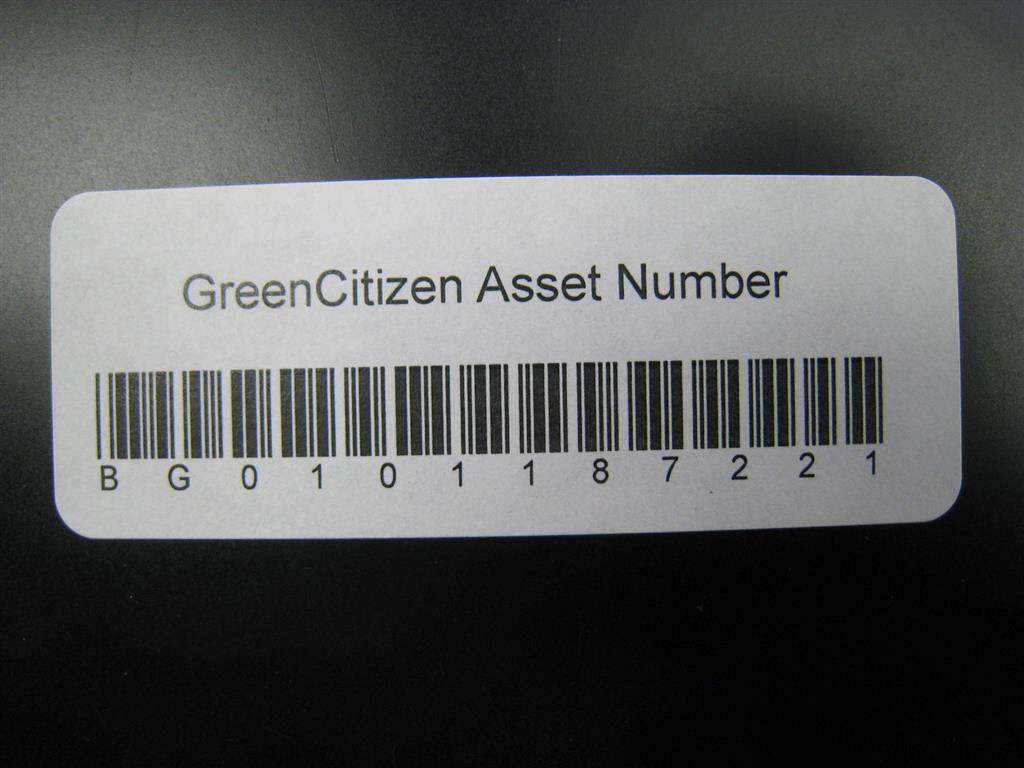 GreenCitizen Asset Number
B G 0 1 0 1 1 8 7 2 2 1